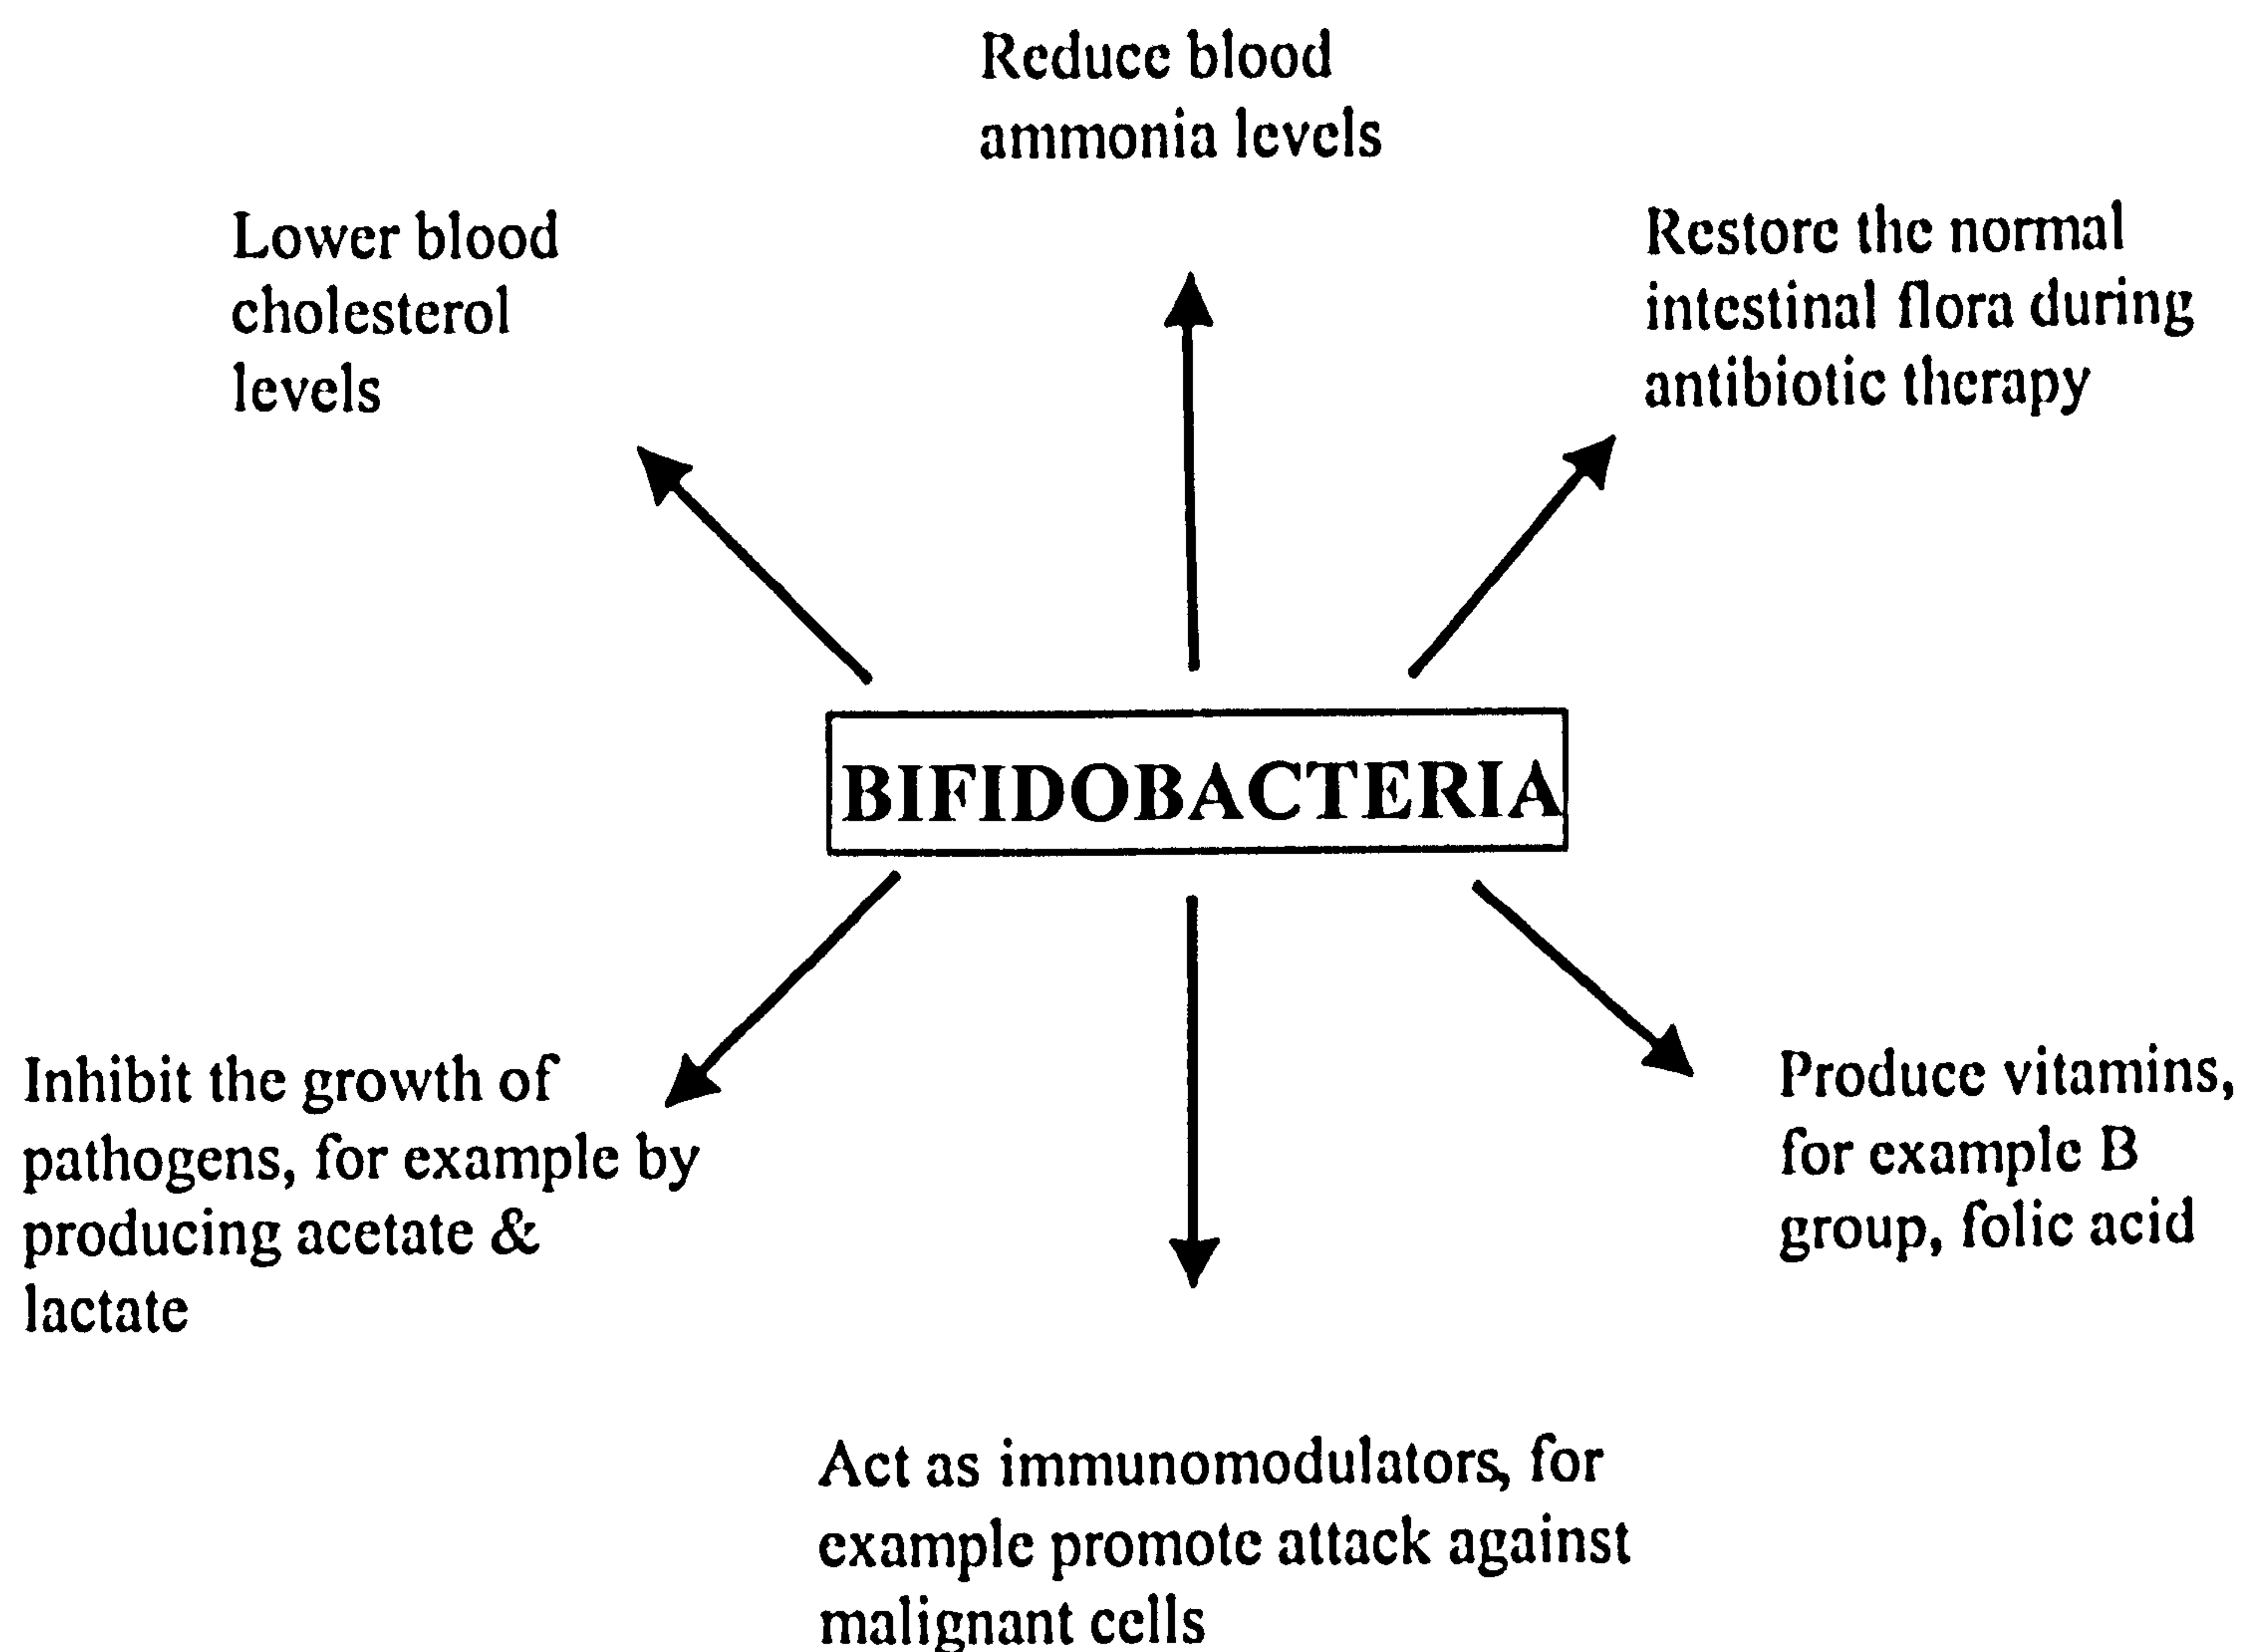 Reduce blood
ammonia levels
Lower blood
cholesterol
levels
Restore the normal
intestinal flora during
antibiotic therapy
BIFIDOBACTERIA
Inhibit the growth of
pathogens, for example by
producing acetate &
lactate
Produce vitamins,
for example B
group, folic acid
Act as immunomodulators, for
example promote attack against
malignant cells